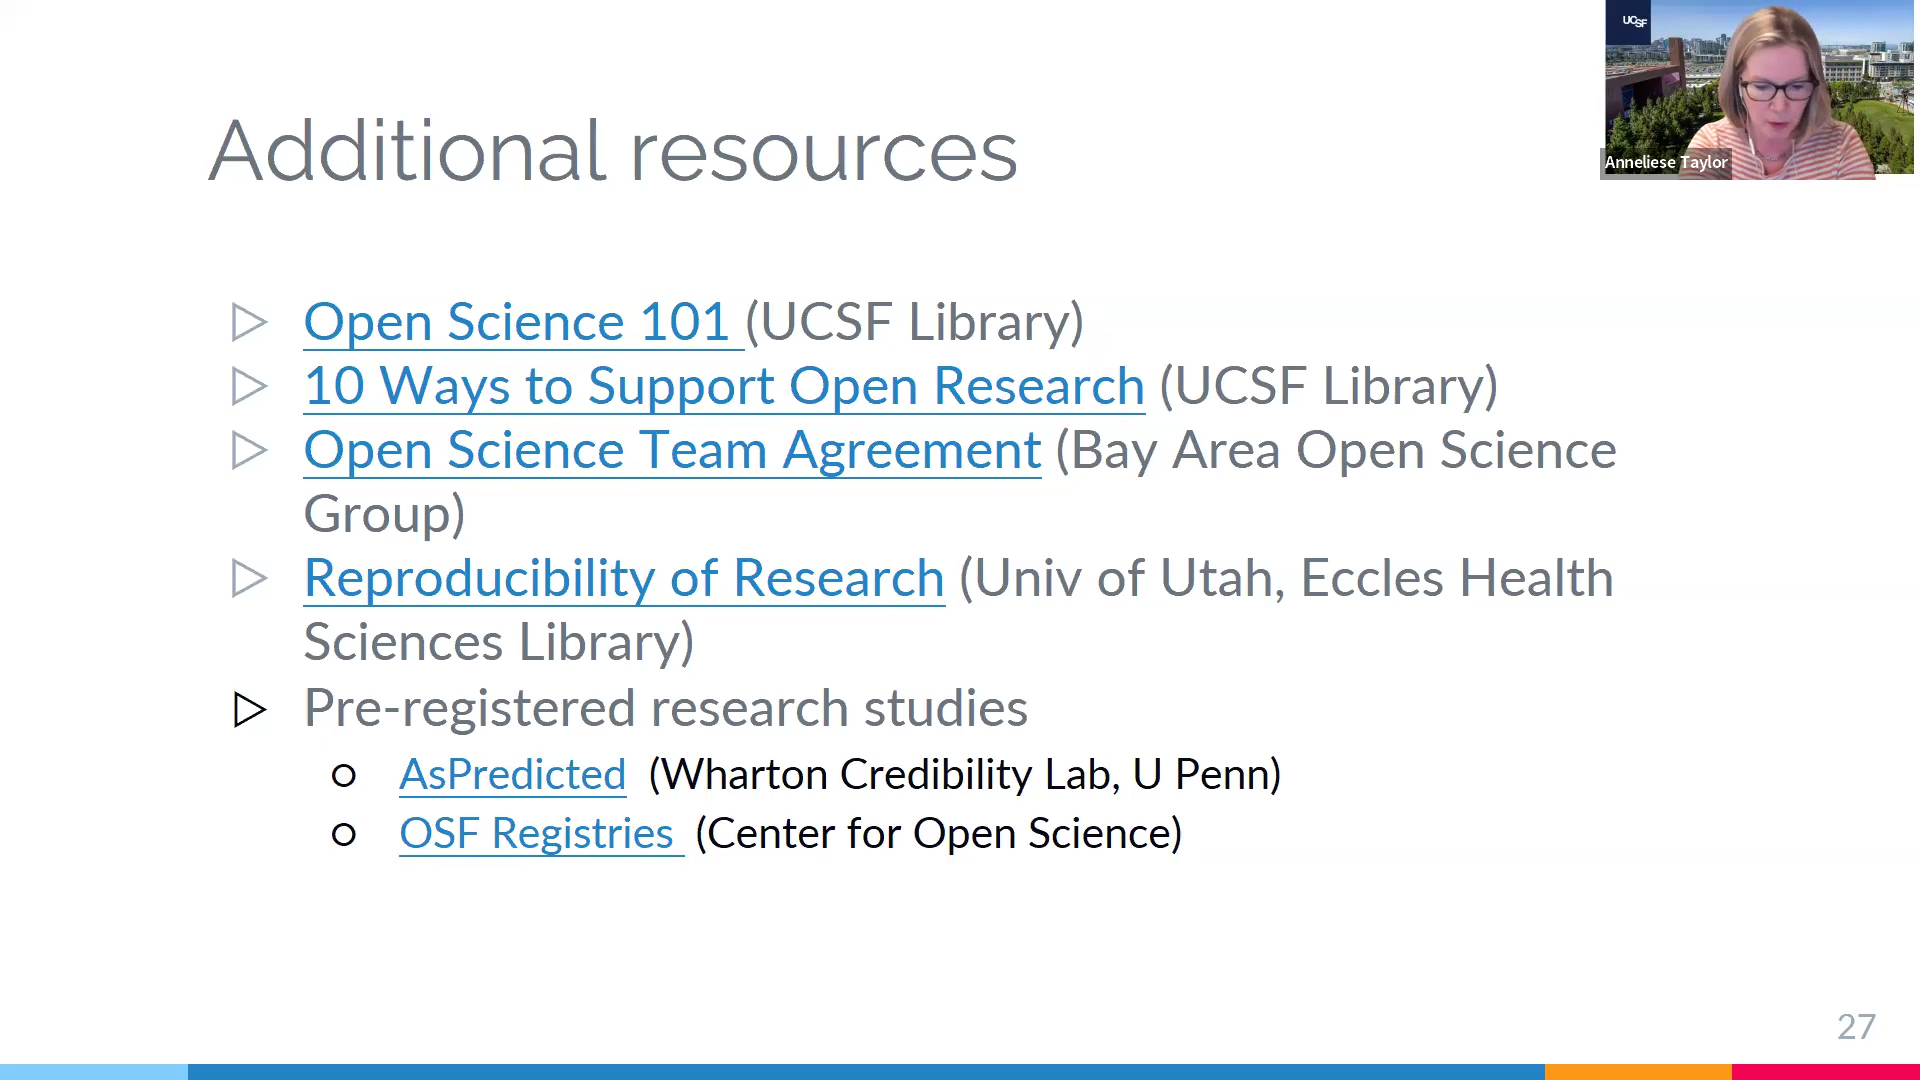 UCSF
Anneliese Taylor
Additional resources
Open Science 101 (UCSF Library)
10 Ways to Support Open Research (UCSF Library)
Open Science Team Agreement (Bay Area Open Science
Group)
Reproducibility of Research (Univ of Utah, Eccles Health
Sciences Library)
Pre-registered research studies
AsPredicted (Wharton Credibility Lab, U Penn)
OSF Registries (Center for Open Science)
27